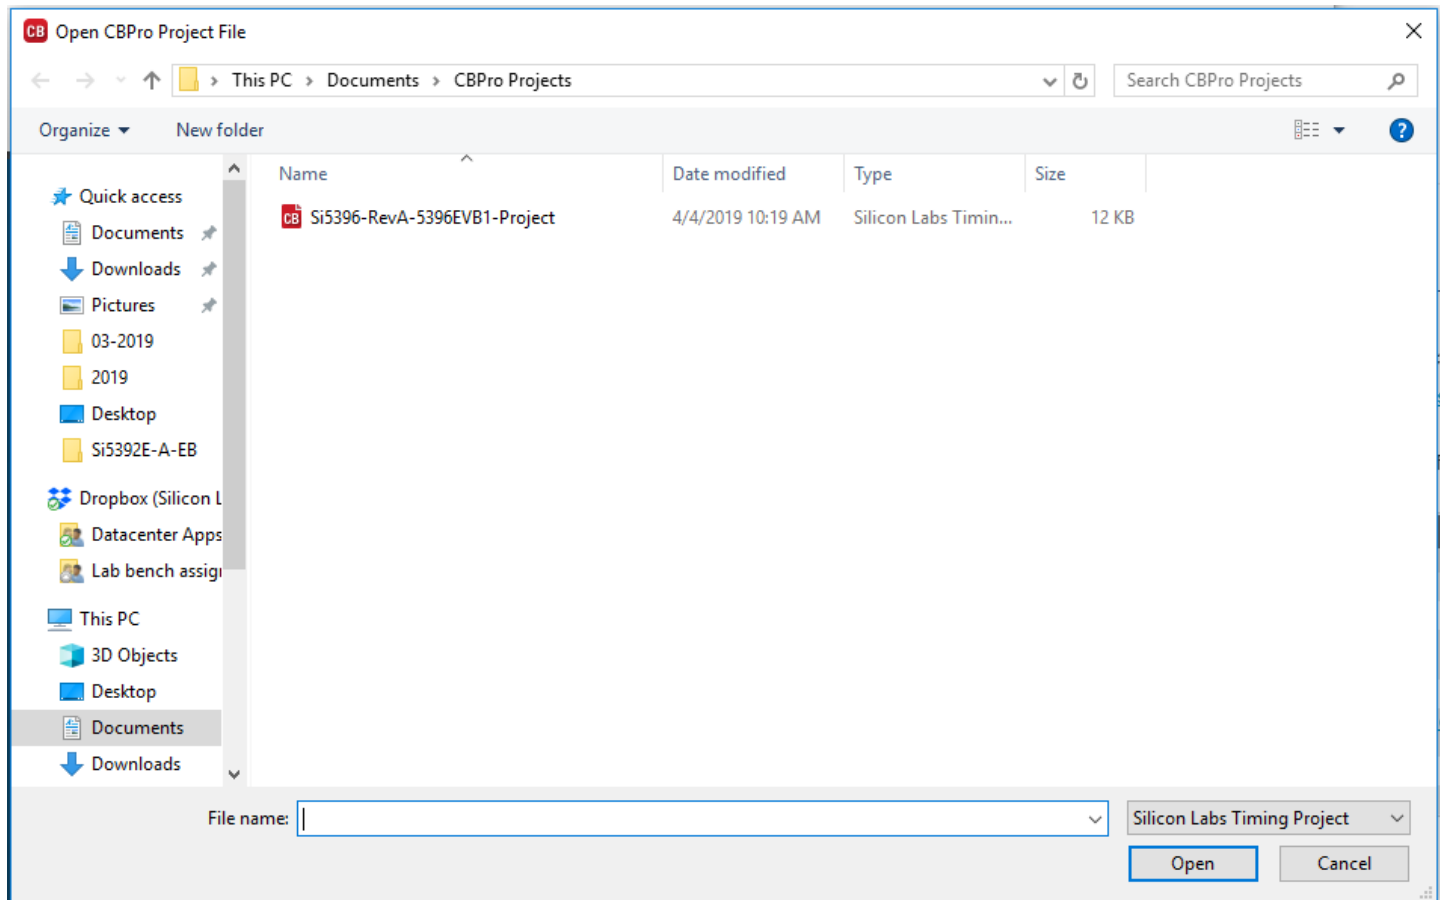 CB Open CBPro Project File
This PC > Documents > CBPro Projects
Search CBPro Projects
Organize New folder
?
Name Date modified Type Size
CB Si5396-RevA-5396EVB1-Project 4/4/2019 10:19 AM Silicon Labs Timin... 12 KB
Quick access
Documents
Downloads
Pictures
03-2019
2019
Desktop
Si5392E-A-EB
Dropbox (Silicon L
Datacenter Apps
Lab bench assig
This PC
3D Objects
Desktop
Documents
Downloads
File name:
Silicon Labs Timing Project
Open Cancel